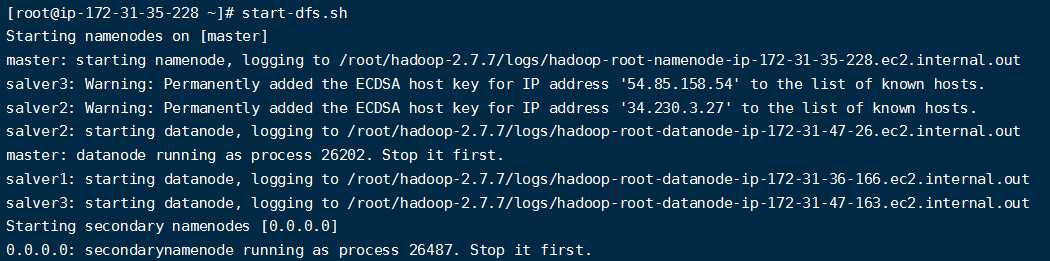 [root@ip-172-31-35-228 ~]# start-dfs.sh
Starting namenodes on [master]
master: starting namenode, logging to /root/hadoop-2.7.7/logs/hadoop-root-namenode-ip-172-31-35-228.ec2.internal.out
salver3: Warning: Permanently added the ECDSA host key for IP address '54.85.158.54' to the list of known hosts.
salver2: Warning: Permanently added the ECDSA host key for IP address '34.230.3.27' to the list of known hosts.
salver2: starting datanode, logging to /root/hadoop-2.7.7/logs/hadoop-root-datanode-ip-172-31-47-26.ec2.internal.out
master: datanode running as process 26202. Stop it first.
salver1: starting datanode, logging to /root/hadoop-2.7.7/logs/hadoop-root-datanode-ip-172-31-36-166.ec2.internal.out
salver3: starting datanode, logging to /root/hadoop-2.7.7/logs/hadoop-root-datanode-ip-172-31-47-163.ec2.internal.out
Starting secondary namenodes [0.0.0.0]
0.0.0.0: secondarynamenode running as process 26487. Stop it first.